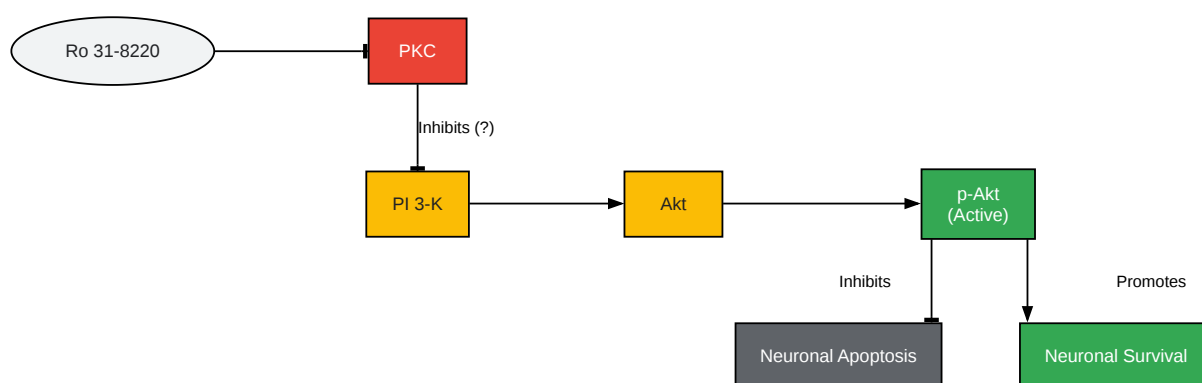 Ro 31-8220
PKC
Inhibits (?)
PI 3-K
Akt
p-Akt
(Active)
Inhibits
Promotes
Neuronal Apoptosis
Neuronal Survival